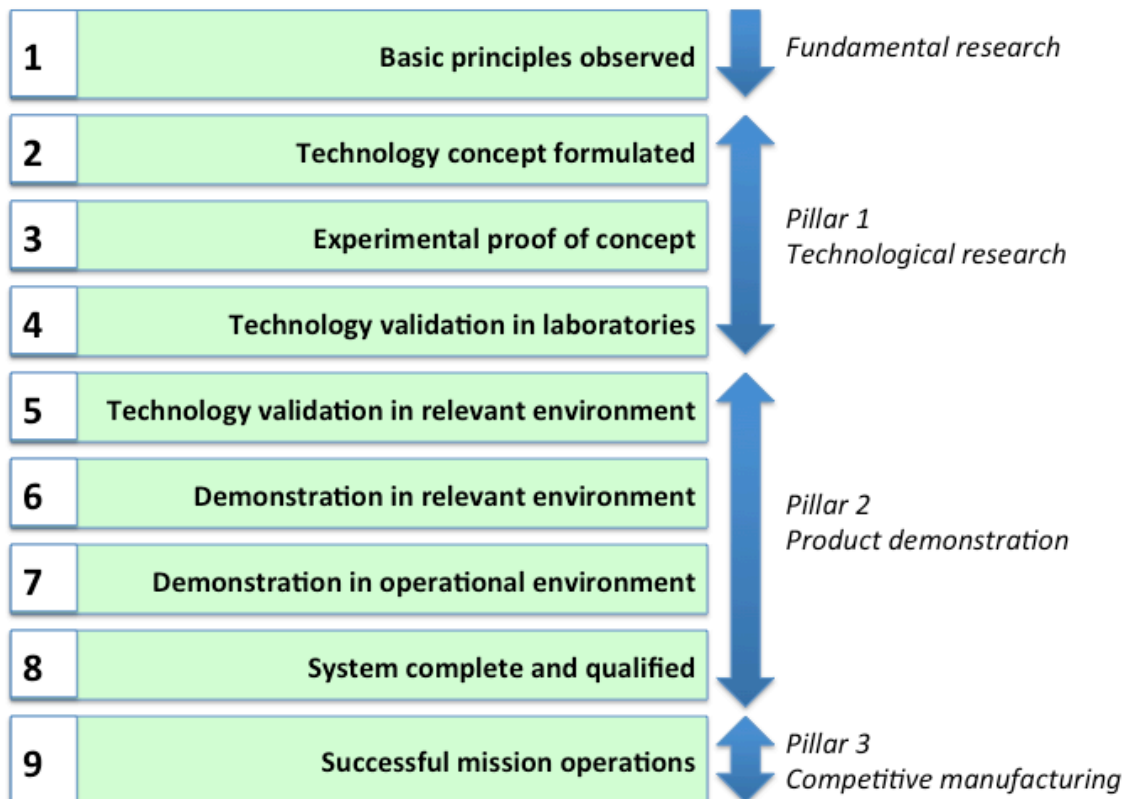 1
Basic principles observed
Fundamental research
2
Technology concept formulated
3
Experimental proof of concept
Pillar 1
Technological research
4
Technology validation in laboratories
5
Technology validation in relevant environment
6
Demonstration in relevant environment
Pillar 2
Product demonstration
7
Demonstration in operational environment
8
System complete and qualified
9
Successful mission operations
Pillar 3
Competitive manufacturing